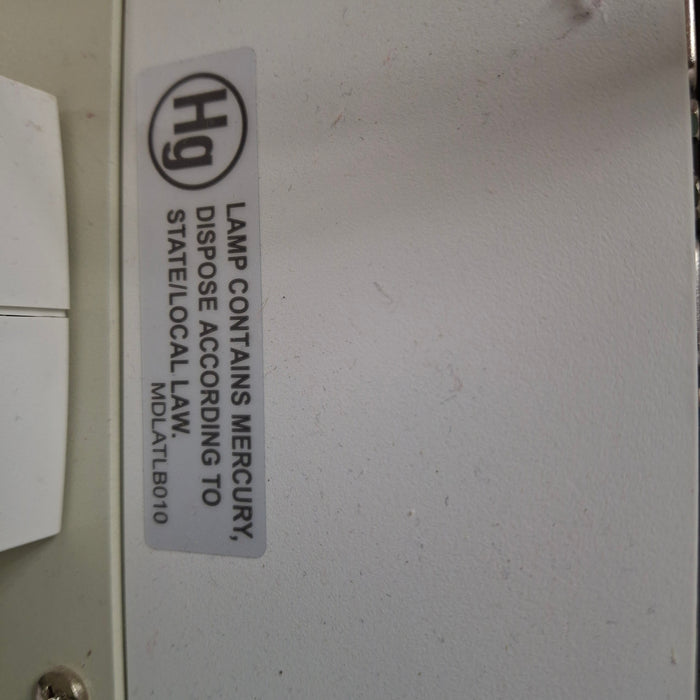 Hg
LAMP CONTAINS MERCURY,
DISPOSE ACCORDING TO
STATE/LOCAL LAW.
MDLATLB010